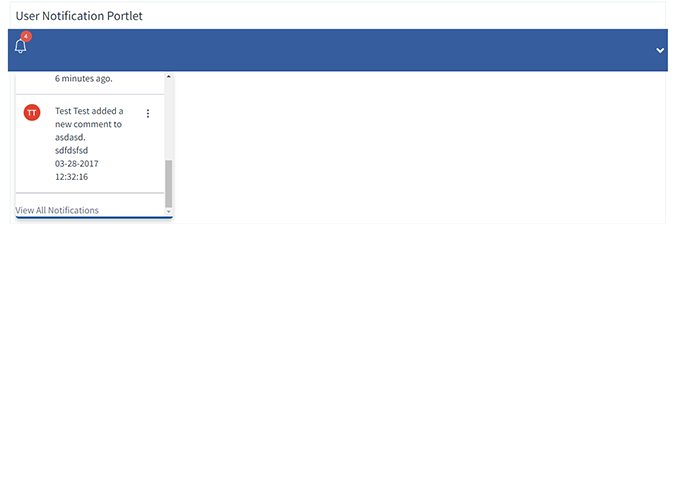 User Notification Portlet
4
6 minutes ago.
TT
Test Test added a
new comment to
asdasd.
sdfdsfsd
03-28-2017
12:32:16
View All Notifications